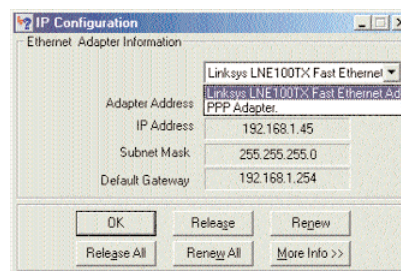 IP Configuration
Ethernet Adapter Information
Linksys LNE100TX Fast Ethernet
Linksys LNE100TX Fast Ethernet Ad
Adapter Address
PPP Adapter.
IP Address
192.168.1.45
Subnet Mask
255.255.255.0
Default Gateway
192.168.1.254
OK
Release
Renew
Release All
Renew All
More Info >>